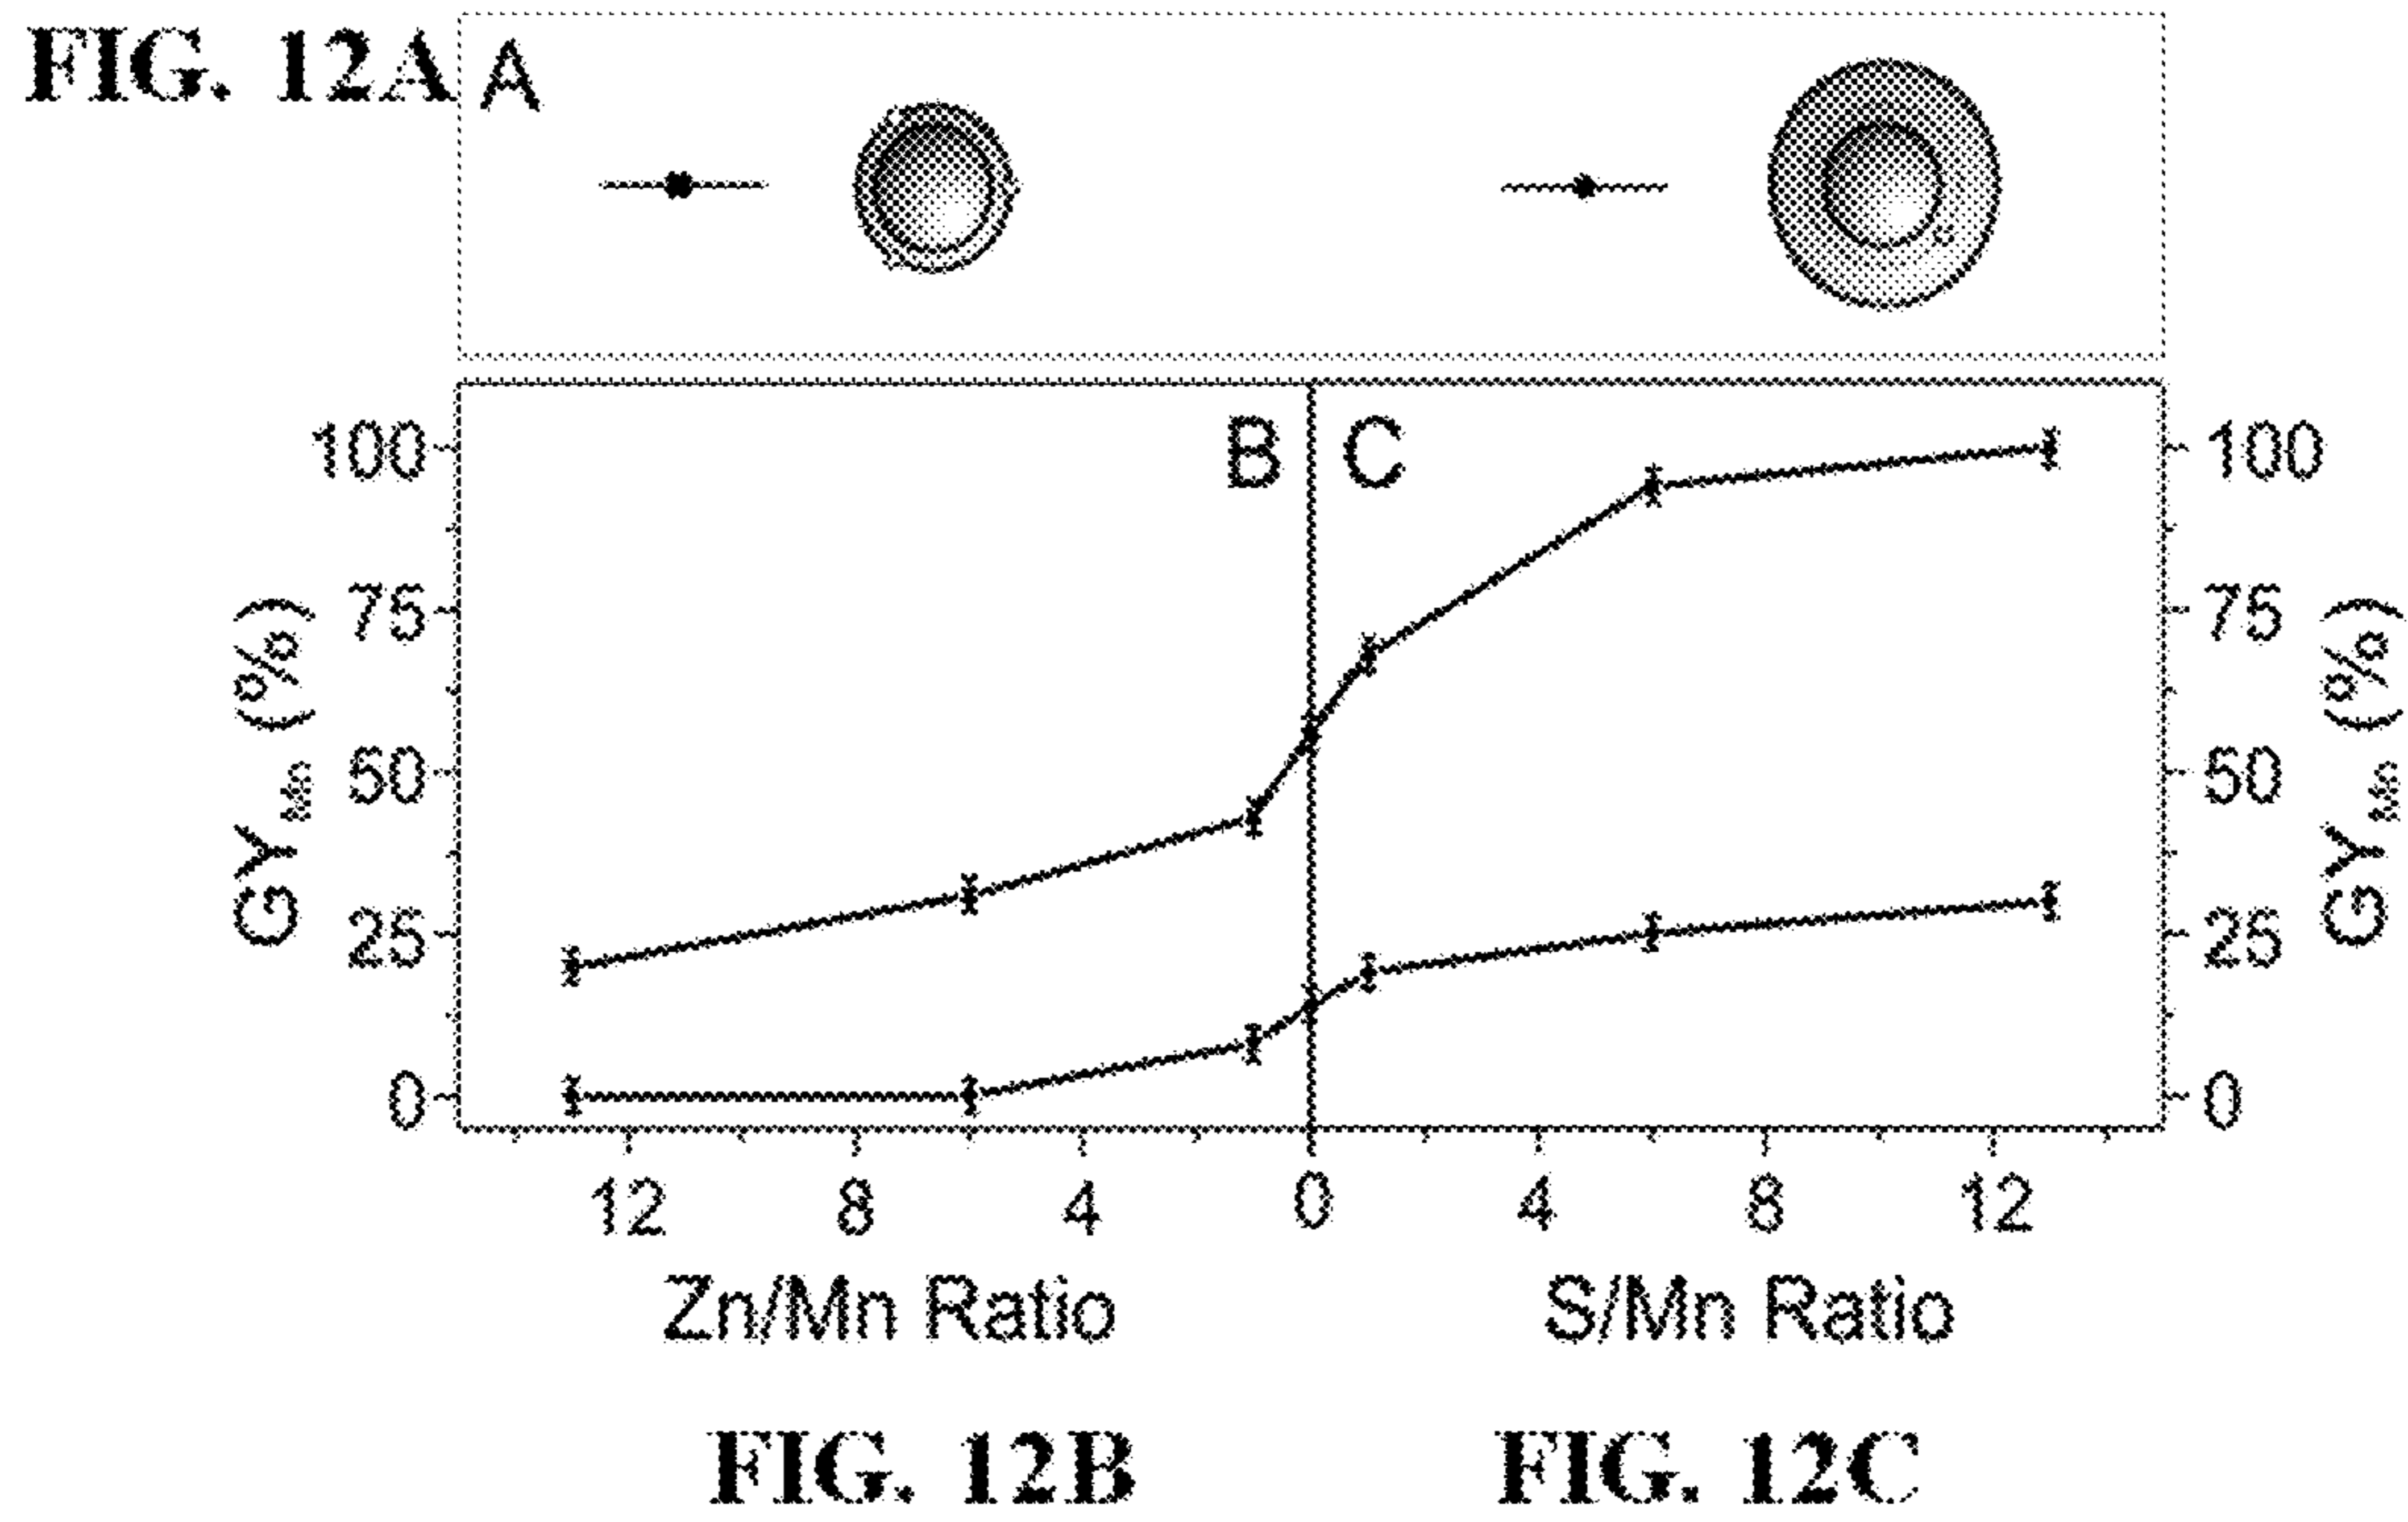 FIG. 12A
A
B
C
100
75
50
25
0
GY (%)
100
75
50
25
0
GY (%)
12 8 4 0 4 8 12
Zn/Mn Ratio
S/Mn Ratio
FIG. 12B
FIG. 12C